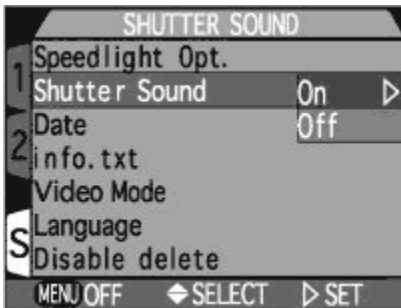 SHUTTER SOUND
1
Speedlight Opt.
Shutter Sound On
Date Off
2
info.txt
Video Mode
S
Language
Disable delete
MENU OFF SELECT SET